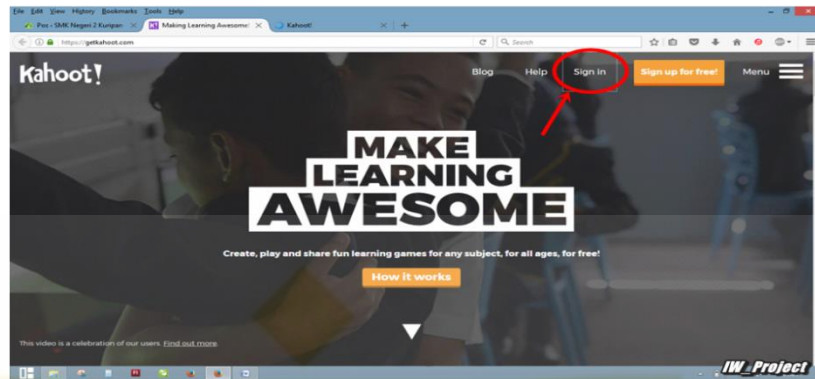 File Edit View History Bookmarks Tools Help
Pos - SMK Negeri 2 Kuripan
Making Learning Awesome!
Kahoot!
https://getkahoot.com
Search
Kahoot!
Blog
Help
Sign in
Sign up for free!
Menu
MAKE
LEARNING
AWESOME
Create, play and share fun learning games for any subject, for all ages, for free!
How it works
This video is a celebration of our users. Find out more.
IW_Project